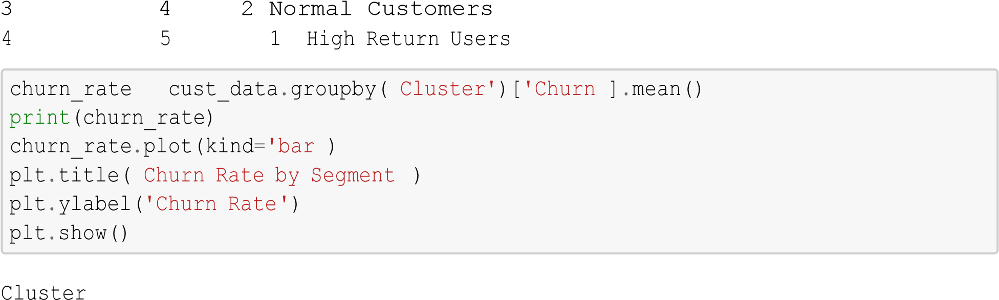 3 4 2 Normal Customers
4 5 1 High Return Users
churn_rate cust_data.groupby( Cluster')['Churn ].mean()
print(churn_rate)
churn_rate.plot(kind='bar )
plt.title( Churn Rate by Segment )
plt.ylabel('Churn Rate')
plt.show()
Cluster